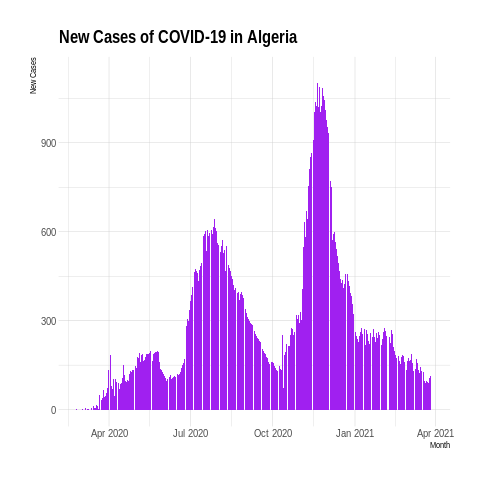 New Cases of COVID-19 in Algeria
New Cases
900
600
300
0
Apr 2020
Jul 2020
Oct 2020
Jan 2021
Apr 2021
Month